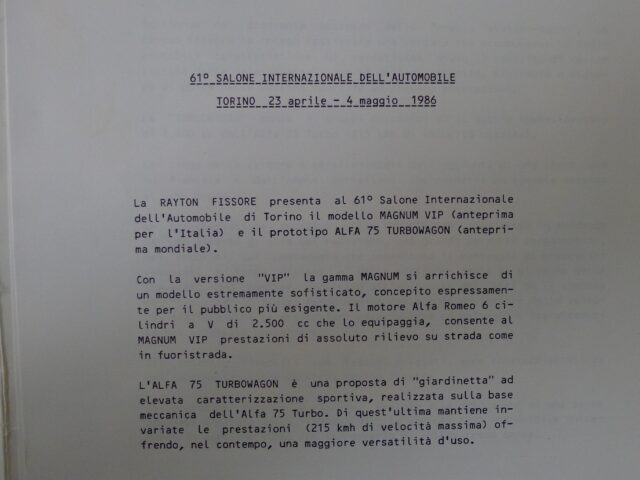 61° SALONE INTERNAZIONALE DELL'AUTOMOBILE
TORINO 23 aprile - 4 maggio 1986
La RAYTON FISSORE presenta al 61° Salone Internazionale
dell'Automobile di Torino il modello MAGNUM VIP (anteprima
per l'Italia) e il prototipo ALFA 75 TURBOWAGON (antepri-
ma mondiale).
Con la versione "VIP" la gamma MAGNUM si arrichisce di
un modello estremamente sofisticato, concepito espressamen-
te per il pubblico più esigente. Il motore Alfa Romeo 6 ci-
lindri a V di 2.500 cc che lo equipaggia, consente al
MAGNUM VIP prestazioni di assoluto rilievo su strada come
in fuoristrada.
L'ALFA 75 TURBOWAGON è una proposta di "giardinetta" ad
elevata caratterizzazione sportiva, realizzata sulla base
meccanica dell'Alfa 75 Turbo. Di quest'ultima mantiene in-
variate le prestazioni (215 kmh di velocità massima) of-
frendo, nel contempo, una maggiore versatilità d'uso.